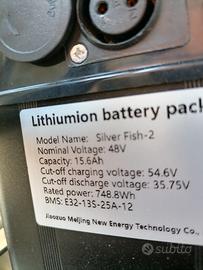 Lithiumion battery pack
Model Name: Silver Fish-2
Nominal Voltage: 48V
Capacity: 15.6Ah
Cut-off charging voltage: 54.6V
Cut-off discharge voltage: 35.75V
Rated power: 748.8Wh
BMS: E32-13S-25A-12
Jiaozuo Meijing New Energy Technology Co.,
subito